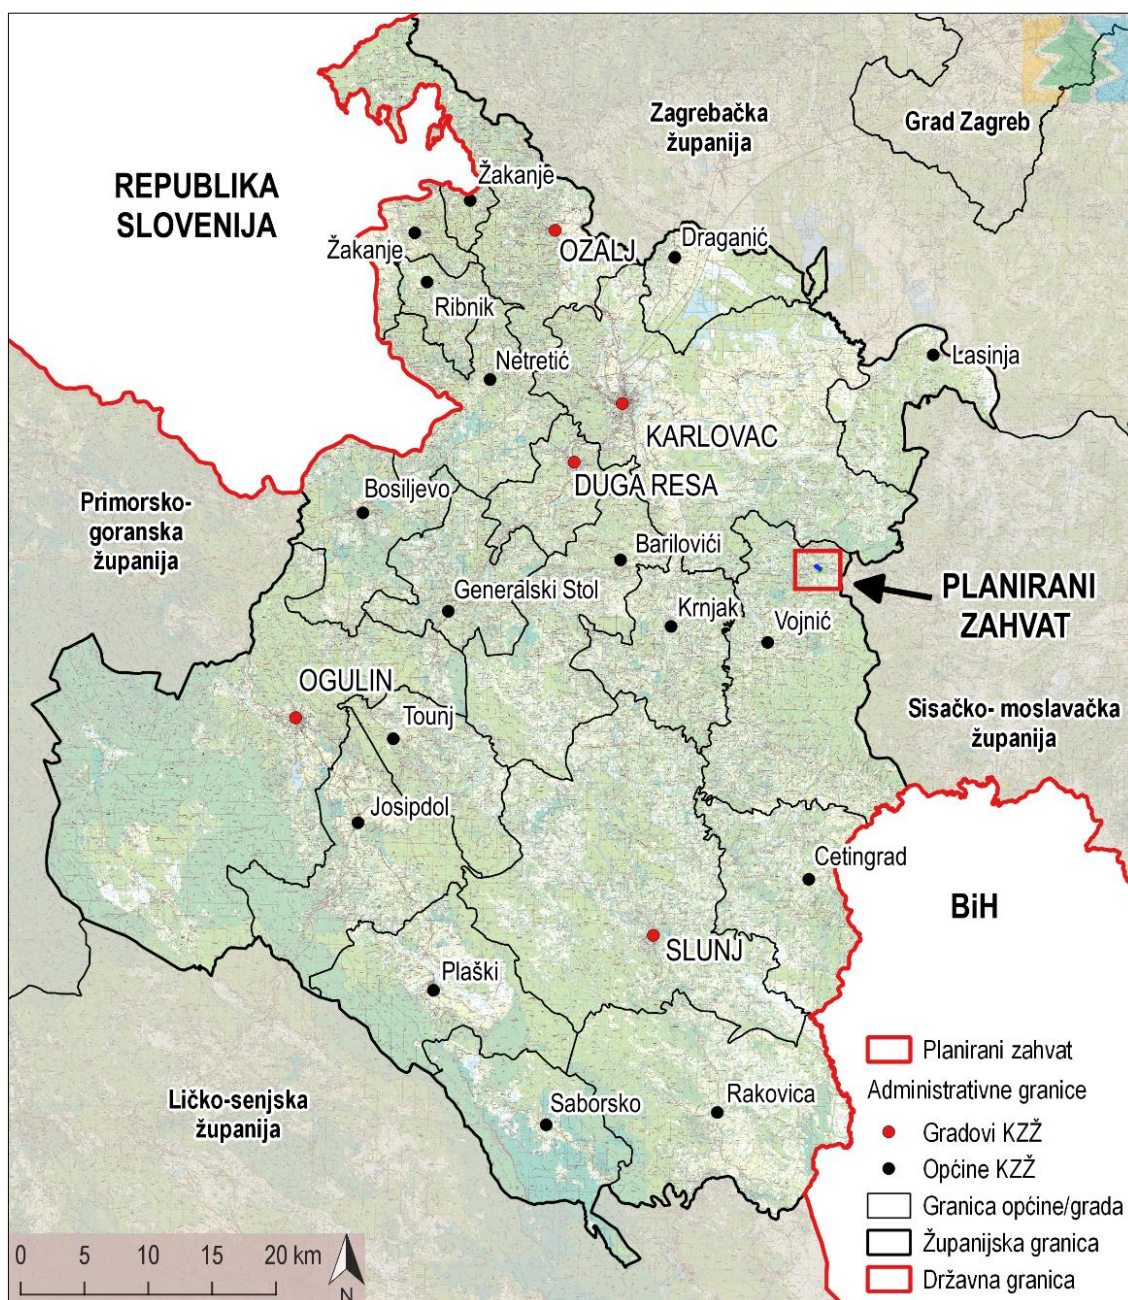 Zagrebačka
županija
Grad Zagreb
REPUBLIKA
SLOVENIJA
Žakanje
Žakanje
OZALJ
Draganić
Ribnik
Netretić
Lasinja
KARLOVAC
DUGA RESA
Bosiljevo
Primorsko-
goranska
županija
Barilovići
Generalski Stol
Krnjak
Vojnić
PLANIRANI
ZAHVAT
OGULIN
Tounj
Sisačko- moslavačka
županija
Josipdol
Cetingrad
BiH
SLUNJ
Plaški
Ličko-senjska
županija
Saborsko
Rakovica
Planirani zahvat
Administrativne granice
Gradovi KZŽ
Općine KZŽ
Granica općine/grada
Županijska granica
Državna granica
0 5 10 15 20 km
N